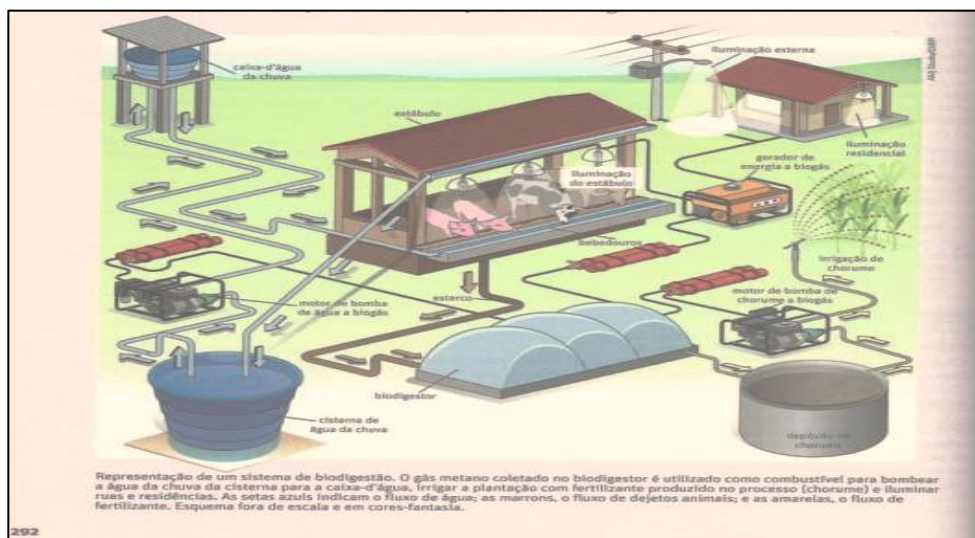 caixa-d'água
da chuva
iluminação externa
estábulo
iluminação
residencial
gerador de
energia a biogás
iluminação
do estábulo
bebedouros
irrigação de
chorume
motor de bomba
de água a biogás
esterco
motor de bomba de
chorume a biogás
biodigestor
cisterna de
água da chuva
depósito de
chorume
Representação de um sistema de biodigestão. O gás metano coletado no biodigestor é utilizado como combustível para bombear
a água da chuva da cisterna para a caixa-d'água, irrigar a plantação com fertilizante produzido no processo (chorume) e iluminar
ruas e residências. As setas azuis indicam o fluxo de água; as marrons, o fluxo de dejetos animais; e as amarelas, o fluxo de
fertilizante. Esquema fora de escala e em cores-fantasia.
292